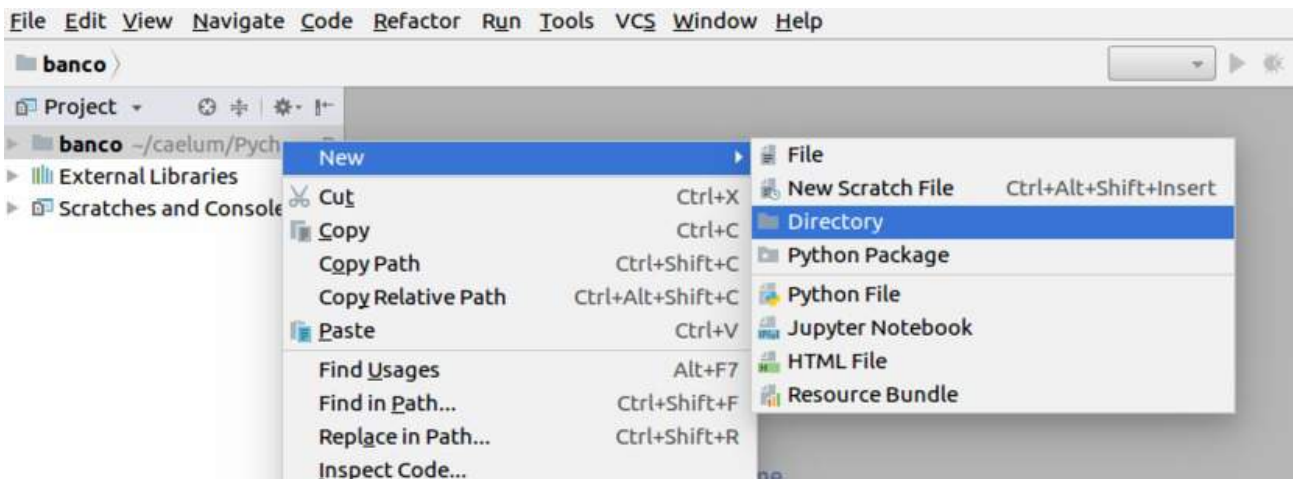 File Edit View Navigate Code Refactor Run Tools VCS Window Help
banco
Project
banco ~/caelum/Pych
External Libraries
Scratches and Console
New
Cut Ctrl+X
Copy Ctrl+C
Copy Path Ctrl+Shift+C
Copy Relative Path Ctrl+Alt+Shift+C
Paste Ctrl+V
Find Usages Alt+F7
Find in Path... Ctrl+Shift+F
Replace in Path... Ctrl+Shift+R
Inspect Code...
File
New Scratch File Ctrl+Alt+Shift+Insert
Directory
Python Package
Python File
Jupyter Notebook
HTML File
Resource Bundle